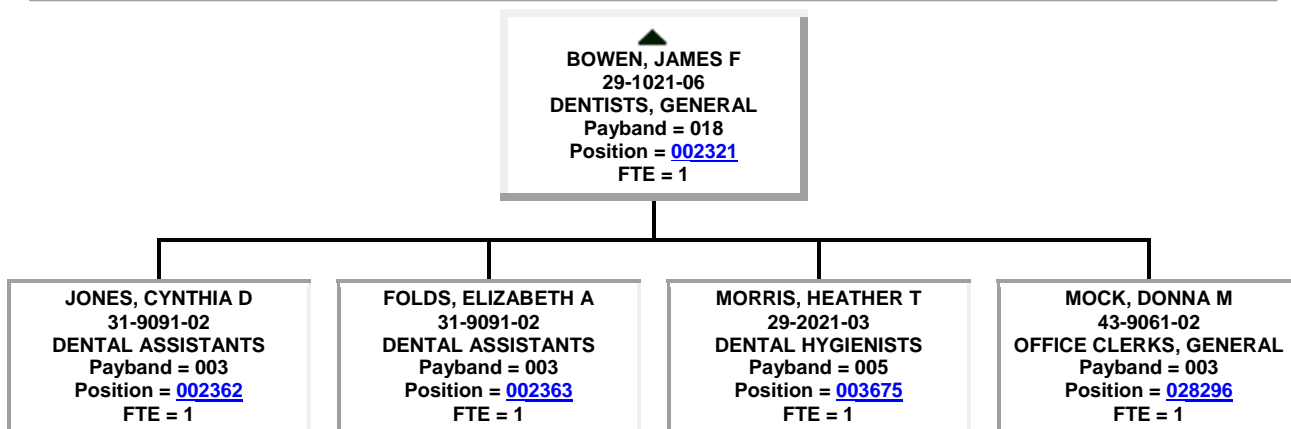 BOWEN, JAMES F
29-1021-06
DENTISTS, GENERAL
Payband = 018
Position = 002321
FTE = 1
JONES, CYNTHIA D
31-9091-02
DENTAL ASSISTANTS
Payband = 003
Position = 002362
FTE = 1
FOLDS, ELIZABETH A
31-9091-02
DENTAL ASSISTANTS
Payband = 003
Position = 002363
FTE = 1
MORRIS, HEATHER T
29-2021-03
DENTAL HYGIENISTS
Payband = 005
Position = 003675
FTE = 1
MOCK, DONNA M
43-9061-02
OFFICE CLERKS, GENERAL
Payband = 003
Position = 028296
FTE = 1